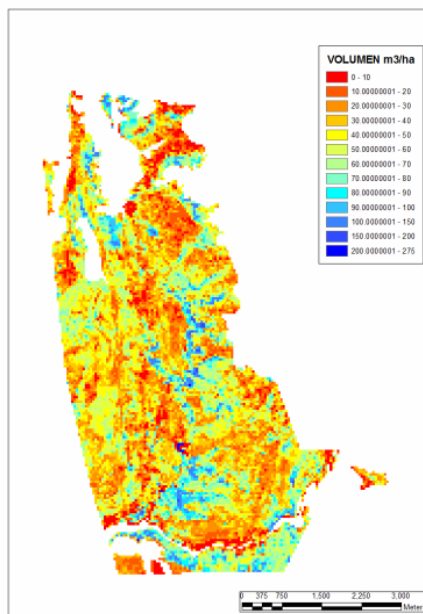 VOLUMEN m3/ha
0 - 10
10.00000001 - 20
20.00000001 - 30
30.00000001 - 40
40.00000001 - 50
50.00000001 - 60
60.00000001 - 70
70.00000001 - 80
80.00000001 - 90
90.00000001 - 100
100.0000001 - 150
150.0000001 - 200
200.0000001 - 275
0 375 750 1,500 2,250 3,000
Meter